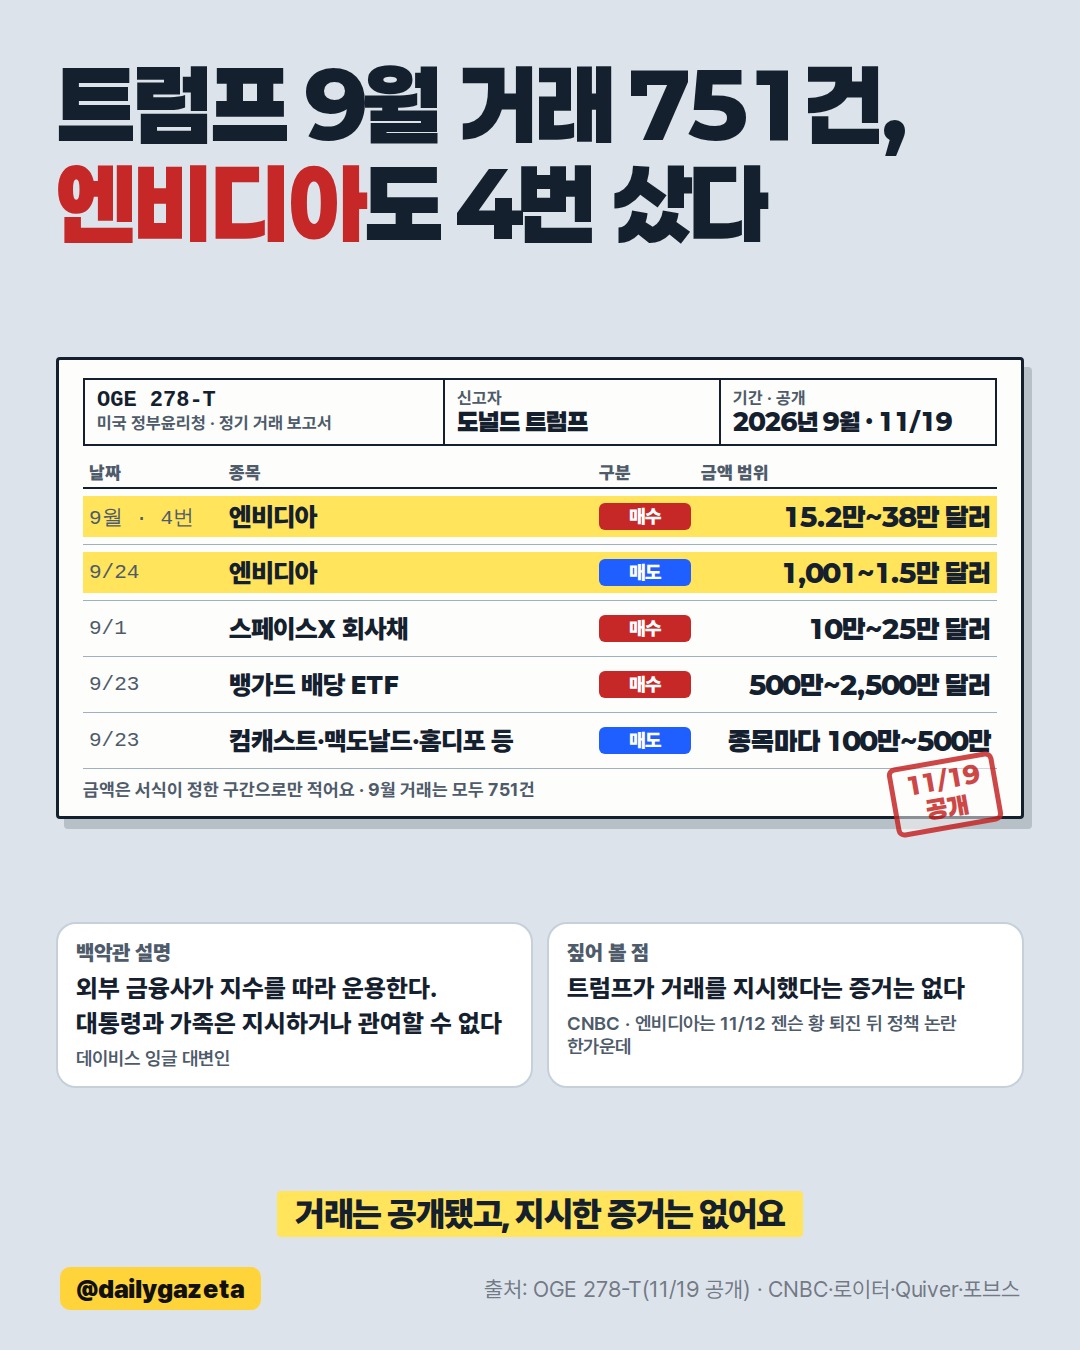 트럼프 9월 거래 751건,
엔비디아도 4번 샀다
OGE 278-T
미국 정부윤리청 · 정기 거래 보고서
신고자
도널드 트럼프
기간 · 공개
2026년 9월 · 11/19
날짜 종목 구분 금액 범위
9월 · 4번 엔비디아 매수 15.2만~38만 달러
9/24 엔비디아 매도 1,001~1.5만 달러
9/1 스페이스X 회사채 매수 10만~25만 달러
9/23 뱅가드 배당 ETF 매수 500만~2,500만 달러
9/23 컴캐스트·맥도날드·홈디포 등 매도 종목마다 100만~500만
금액은 서식이 정한 구간으로만 적어요 · 9월 거래는 모두 751건
11/19
공개
백악관 설명
외부 금융사가 지수를 따라 운용한다.
대통령과 가족은 지시하거나 관여할 수 없다
데이비스 잉글 대변인
짚어 볼 점
트럼프가 거래를 지시했다는 증거는 없다
CNBC · 엔비디아는 11/12 젠슨 황 퇴진 뒤 정책 논란
한가운데
거래는 공개됐고, 지시한 증거는 없어요
@dailygazeta
출처: OGE 278-T(11/19 공개) · CNBC·로이터·Quiver·포브스